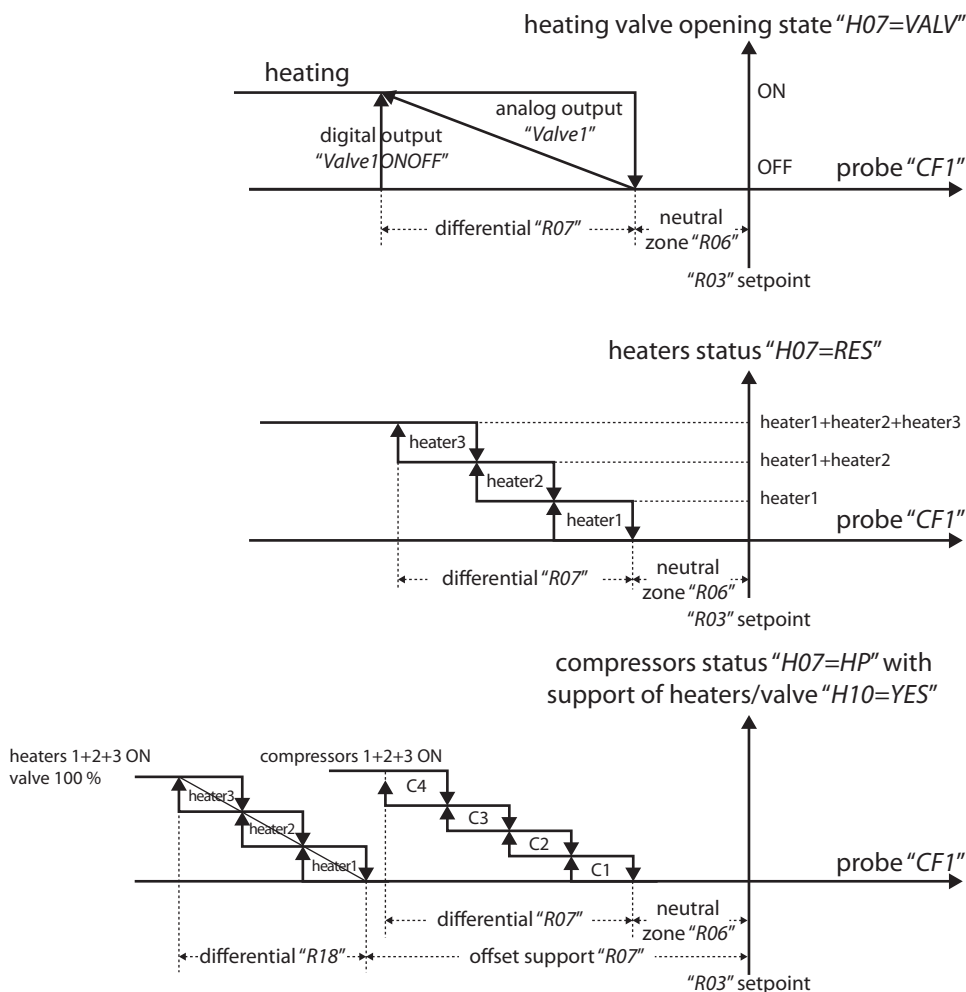 heating valve opening state “H07=VALV”
heating
ON
analog output
“Valve1”
digital output
“Valve1ONOFF”
OFF
probe “CF1”
differential “R07”
neutral
zone “R06”
“R03” setpoint
heaters status “H07=RES”
heater1+heater2+heater3
heater3
heater1+heater2
heater2
heater1
heater1
probe “CF1”
differential “R07”
neutral
zone “R06”
“R03” setpoint
compressors status “H07=HP” with
support of heaters/valve “H10=YES”
heaters 1+2+3 ON
valve 100 %
compressors 1+2+3 ON
heater3
heater2
heater1
C4
C3
C2
C1
probe “CF1”
differential “R07”
neutral
zone “R06”
differential “R18”
offset support “R07”
“R03” setpoint